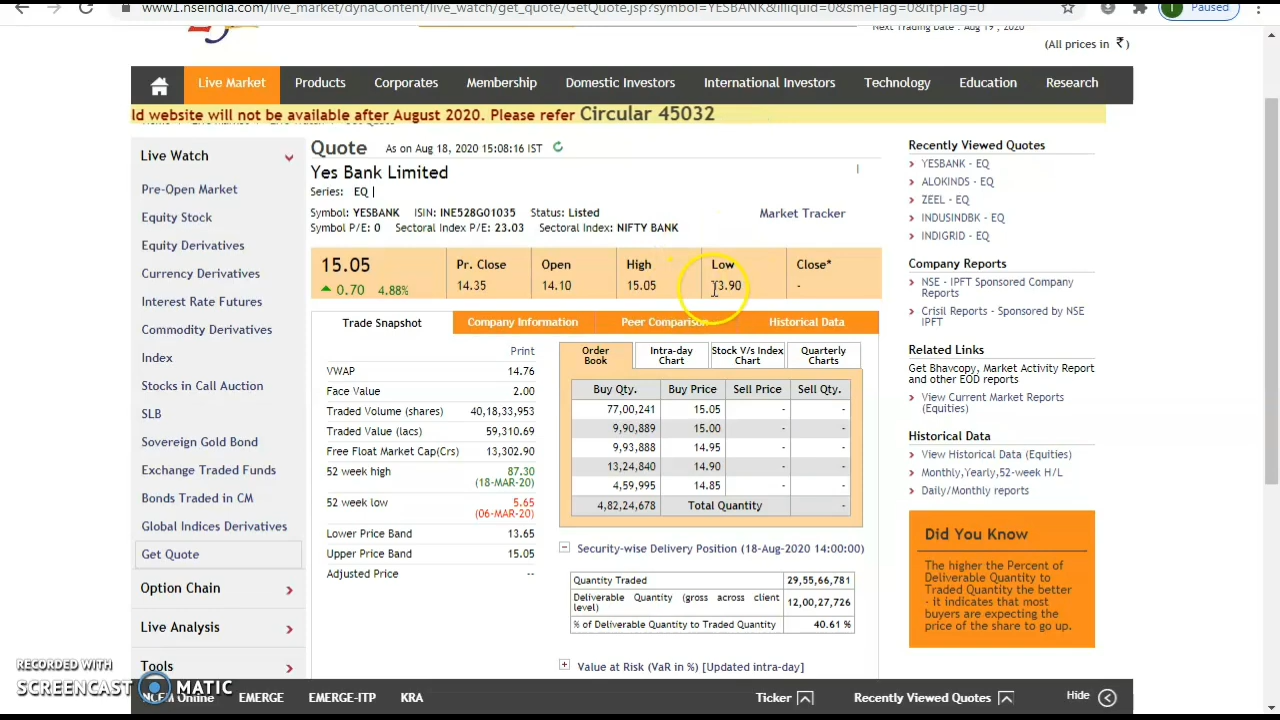 www1.nseindia.com/live_market/dynaContent/live_watch/get_quote/GetQuote.jsp?symbol=YESBANK&illiquid=0&smeFlag=0&itpFlag=0
Paused
Next Trading Date : Aug 19, 2020
(All prices in ₹)
Live Market Products Corporates Membership Domestic Investors International Investors Technology Education Research
ld website will not be available after August 2020. Please refer Circular 45032
Live Watch
Pre-Open Market
Equity Stock
Equity Derivatives
Currency Derivatives
Interest Rate Futures
Commodity Derivatives
Index
Stocks in Call Auction
SLB
Sovereign Gold Bond
Exchange Traded Funds
Bonds Traded in CM
Global Indices Derivatives
Get Quote
Option Chain
Live Analysis
Tools
Quote As on Aug 18, 2020 15:08:16 IST
Yes Bank Limited
Series: EQ |
|
Symbol: YESBANK ISIN: INE528G01035 Status: Listed
Market Tracker
Symbol P/E: 0 Sectoral Index P/E: 23.03 Sectoral Index: NIFTY BANK
15.05 Pr. Close Open High Low Close*
0.70 4.88% 14.35 14.10 15.05 13.90 -
Trade Snapshot Company Information Peer Comparison Historical Data
Print
VWAP 14.76
Face Value 2.00
Traded Volume (shares) 40,18,33,953
Traded Value (lacs) 59,310.69
Free Float Market Cap(Crs) 13,302.90
52 week high 87.30
(18-MAR-20)
52 week low 5.65
(06-MAR-20)
Lower Price Band 13.65
Upper Price Band 15.05
Adjusted Price --
Order Book Intra-day Chart Stock V/s Index Chart Quarterly Charts
Buy Qty. Buy Price Sell Price Sell Qty.
77,00,241 15.05 - -
9,90,889 15.00 - -
9,93,888 14.95 - -
13,24,840 14.90 - -
4,59,995 14.85 - -
4,82,24,678 Total Quantity -
Security-wise Delivery Position (18-Aug-2020 14:00:00)
Quantity Traded 29,55,66,781
Deliverable Quantity (gross across client level) 12,00,27,726
% of Deliverable Quantity to Traded Quantity 40.61 %
Value at Risk (VaR in %) [Updated intra-day]
Recently Viewed Quotes
YESBANK - EQ
ALOKINDS - EQ
ZEEL - EQ
INDUSINDBK - EQ
INDIGRID - EQ
Company Reports
NSE - IPFT Sponsored Company
Reports
Crisil Reports - Sponsored by NSE
IPFT
Related Links
Get Bhavcopy, Market Activity Report
and other EOD reports
View Current Market Reports
(Equities)
Historical Data
View Historical Data (Equities)
Monthly,Yearly,52-week H/L
Daily/Monthly reports
Did You Know
The higher the Percent of
Deliverable Quantity to
Traded Quantity the better
- it indicates that most
buyers are expecting the
price of the share to go up.
RECORDED WITH
SCREENCAST MATIC
Online EMERGE EMERGE-ITP KRA Ticker Recently Viewed Quotes Hide